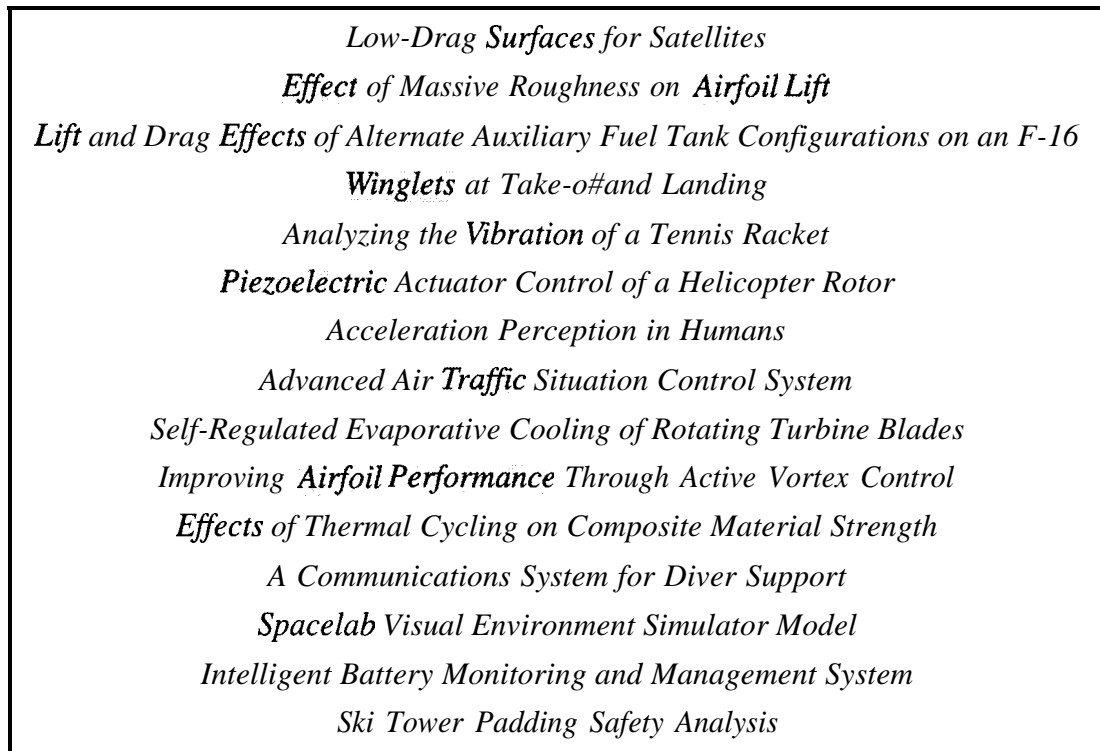 Low-Drag Surfaces for Satellites
Effect of Massive Roughness on Airfoil Lift
Lift and Drag Effects of Alternate Auxiliary Fuel Tank Configurations on an F-16
Winglets at Take-o#and Landing
Analyzing the Vibration of a Tennis Racket
Piezoelectric Actuator Control of a Helicopter Rotor
Acceleration Perception in Humans
Advanced Air Traffic Situation Control System
Self-Regulated Evaporative Cooling of Rotating Turbine Blades
Improving Airfoil Performance Through Active Vortex Control
Effects of Thermal Cycling on Composite Material Strength
A Communications System for Diver Support
Spacelab Visual Environment Simulator Model
Intelligent Battery Monitoring and Management System
Ski Tower Padding Safety Analysis